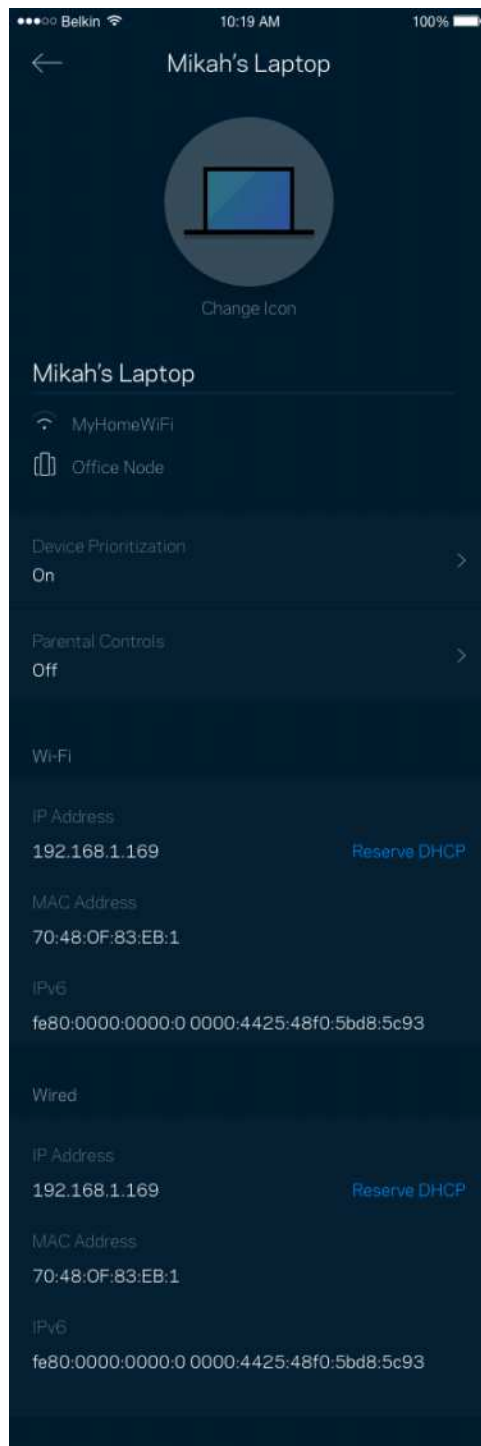 Belkin 10:19 AM 100%
Mikah's Laptop
Change Icon
Mikah's Laptop
MyHomeWiFi
Office Node
Device Prioritization
On
Parental Controls
Off
Wi-Fi
IP Address
192.168.1.169 Reserve DHCP
MAC Address
70:48:0F:83:EB:1
IPv6
fe80:0000:0000:0 0000:4425:48f0:5bd8:5c93
Wired
IP Address
192.168.1.169 Reserve DHCP
MAC Address
70:48:0F:83:EB:1
IPv6
fe80:0000:0000:0 0000:4425:48f0:5bd8:5c93